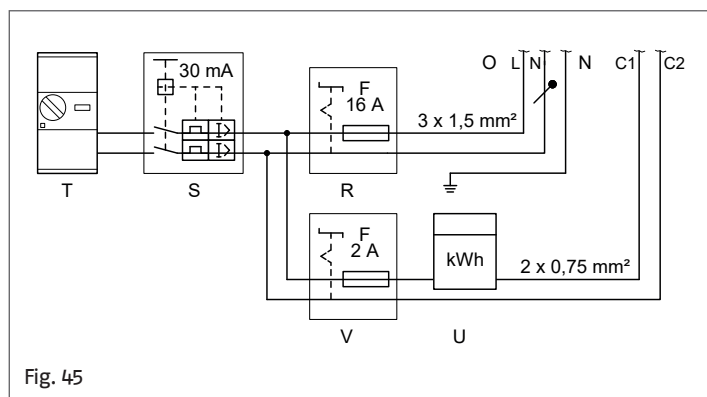 30 mA
F
16 A
O L N N C1 C2
3 x 1,5 mm²
T S R
F
2 A
kWh
2 x 0,75 mm²
V U
Fig. 45